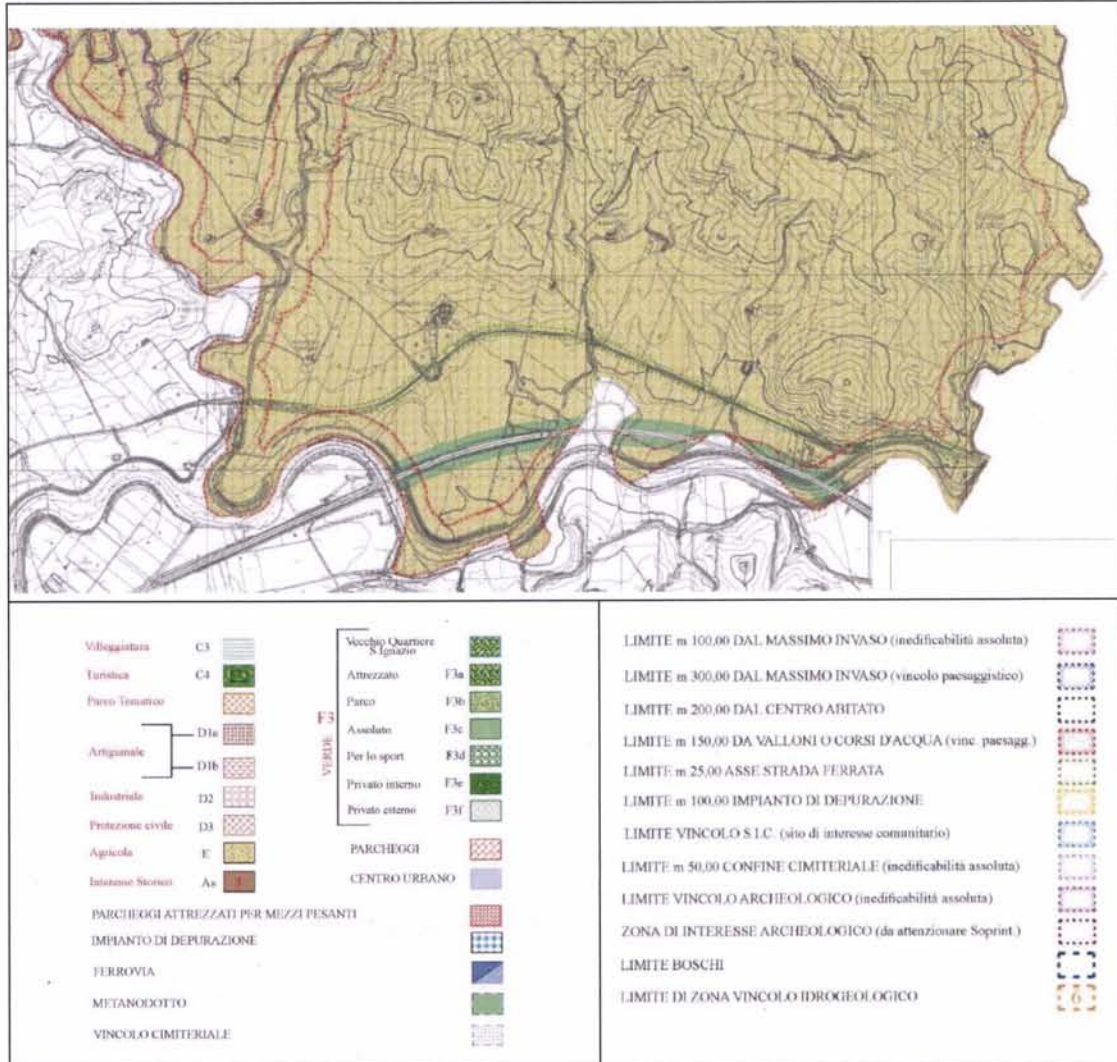 Villeggiatura C3
Turistica C4
Parco Tematico
Artigianale
D1a
D1b
Industriale D2
Protezione civile D3
Agricola E
Interesse Storico As
PARCHEGGI ATTREZZATI PER MEZZI PESANTI
IMPIANTO DI DEPURAZIONE
FERROVIA
METANODOTTO
VINCOLO CIMITERIALE
F3
VERDE
Vecchio Quartiere
S.Ignazio
Attrezzato F3a
Parco F3b
Assoluto F3c
Per lo sport F3d
Privato interno F3e
Privato esterno F3f
PARCHEGGI
CENTRO URBANO
LIMITE m 100,00 DAL MASSIMO INVASO (inedificabilità assoluta)
LIMITE m 300,00 DAL MASSIMO INVASO (vincolo paesaggistico)
LIMITE m 200,00 DAL CENTRO ABITATO
LIMITE m 150,00 DA VALLONI O CORSI D'ACQUA (vinc. paesagg.)
LIMITE m 25,00 ASSE STRADA FERRATA
LIMITE m 100,00 IMPIANTO DI DEPURAZIONE
LIMITE VINCOLO S.I.C. (sito di interesse comunitario)
LIMITE m 50,00 CONFINE CIMITERIALE (inedificabilità assoluta)
LIMITE VINCOLO ARCHEOLOGICO (inedificabilità assoluta)
ZONA DI INTERESSE ARCHEOLOGICO (da attenzionare Soprint.)
LIMITE BOSCHI
LIMITE DI ZONA VINCOLO IDROGEOLOGICO
6